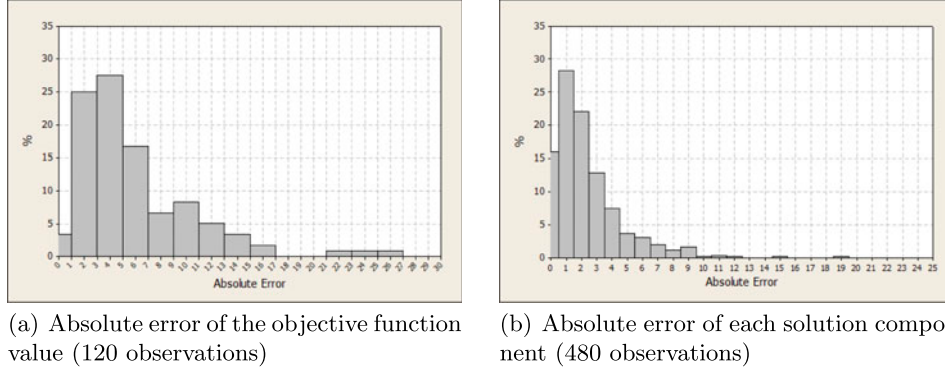 35
30
25
20
15
10
5
0
%
0 1 2 3 4 5 6 7 8 9 10 11 12 13 14 15 16 17 18 19 20 21 22 23 24 25 26 27 28 29 30
Absolute Error
(a) Absolute error of the objective function
value (120 observations)
35
30
25
20
15
10
5
0
%
0 1 2 3 4 5 6 7 8 9 10 11 12 13 14 15 16 17 18 19 20 21 22 23 24 25
Absolute Error
(b) Absolute error of each solution compo-
nent (480 observations)